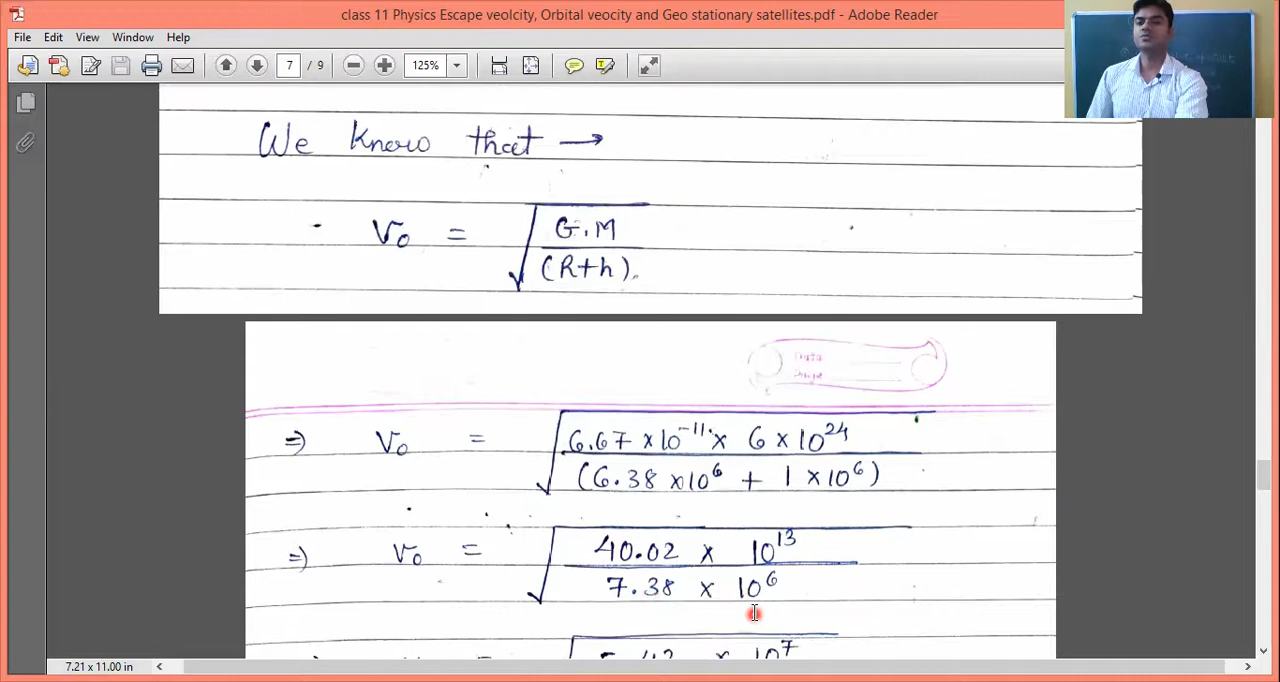 class 11 Physics Escape veolcity, Orbital veocity and Geo stationary satellites.pdf - Adobe Reader
File Edit View Window Help
7 / 9 125%
We know that →
V₀ = √(G.M / (R+h))
⇒ V₀ = √(6.67 × 10⁻¹¹ × 6 × 10²⁴ / (6.38 × 10⁶ + 1 × 10⁶))
⇒ V₀ = √(40.02 × 10¹³ / 7.38 × 10⁶)
7.21 x 11.00 in